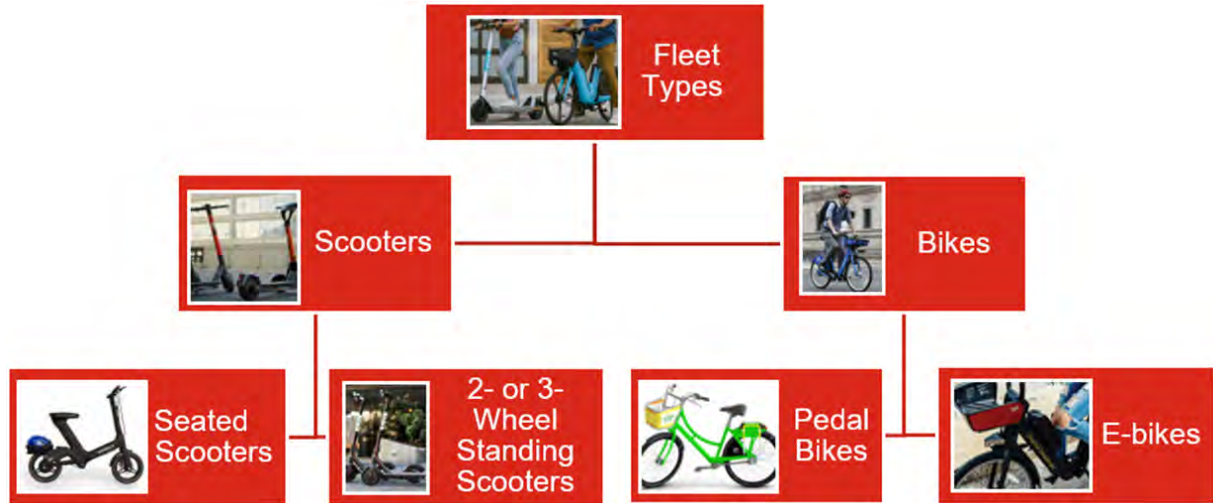 Fleet
Types
Scooters
Bikes
Seated
Scooters
2- or 3-
Wheel
Standing
Scooters
Pedal
Bikes
E-bikes